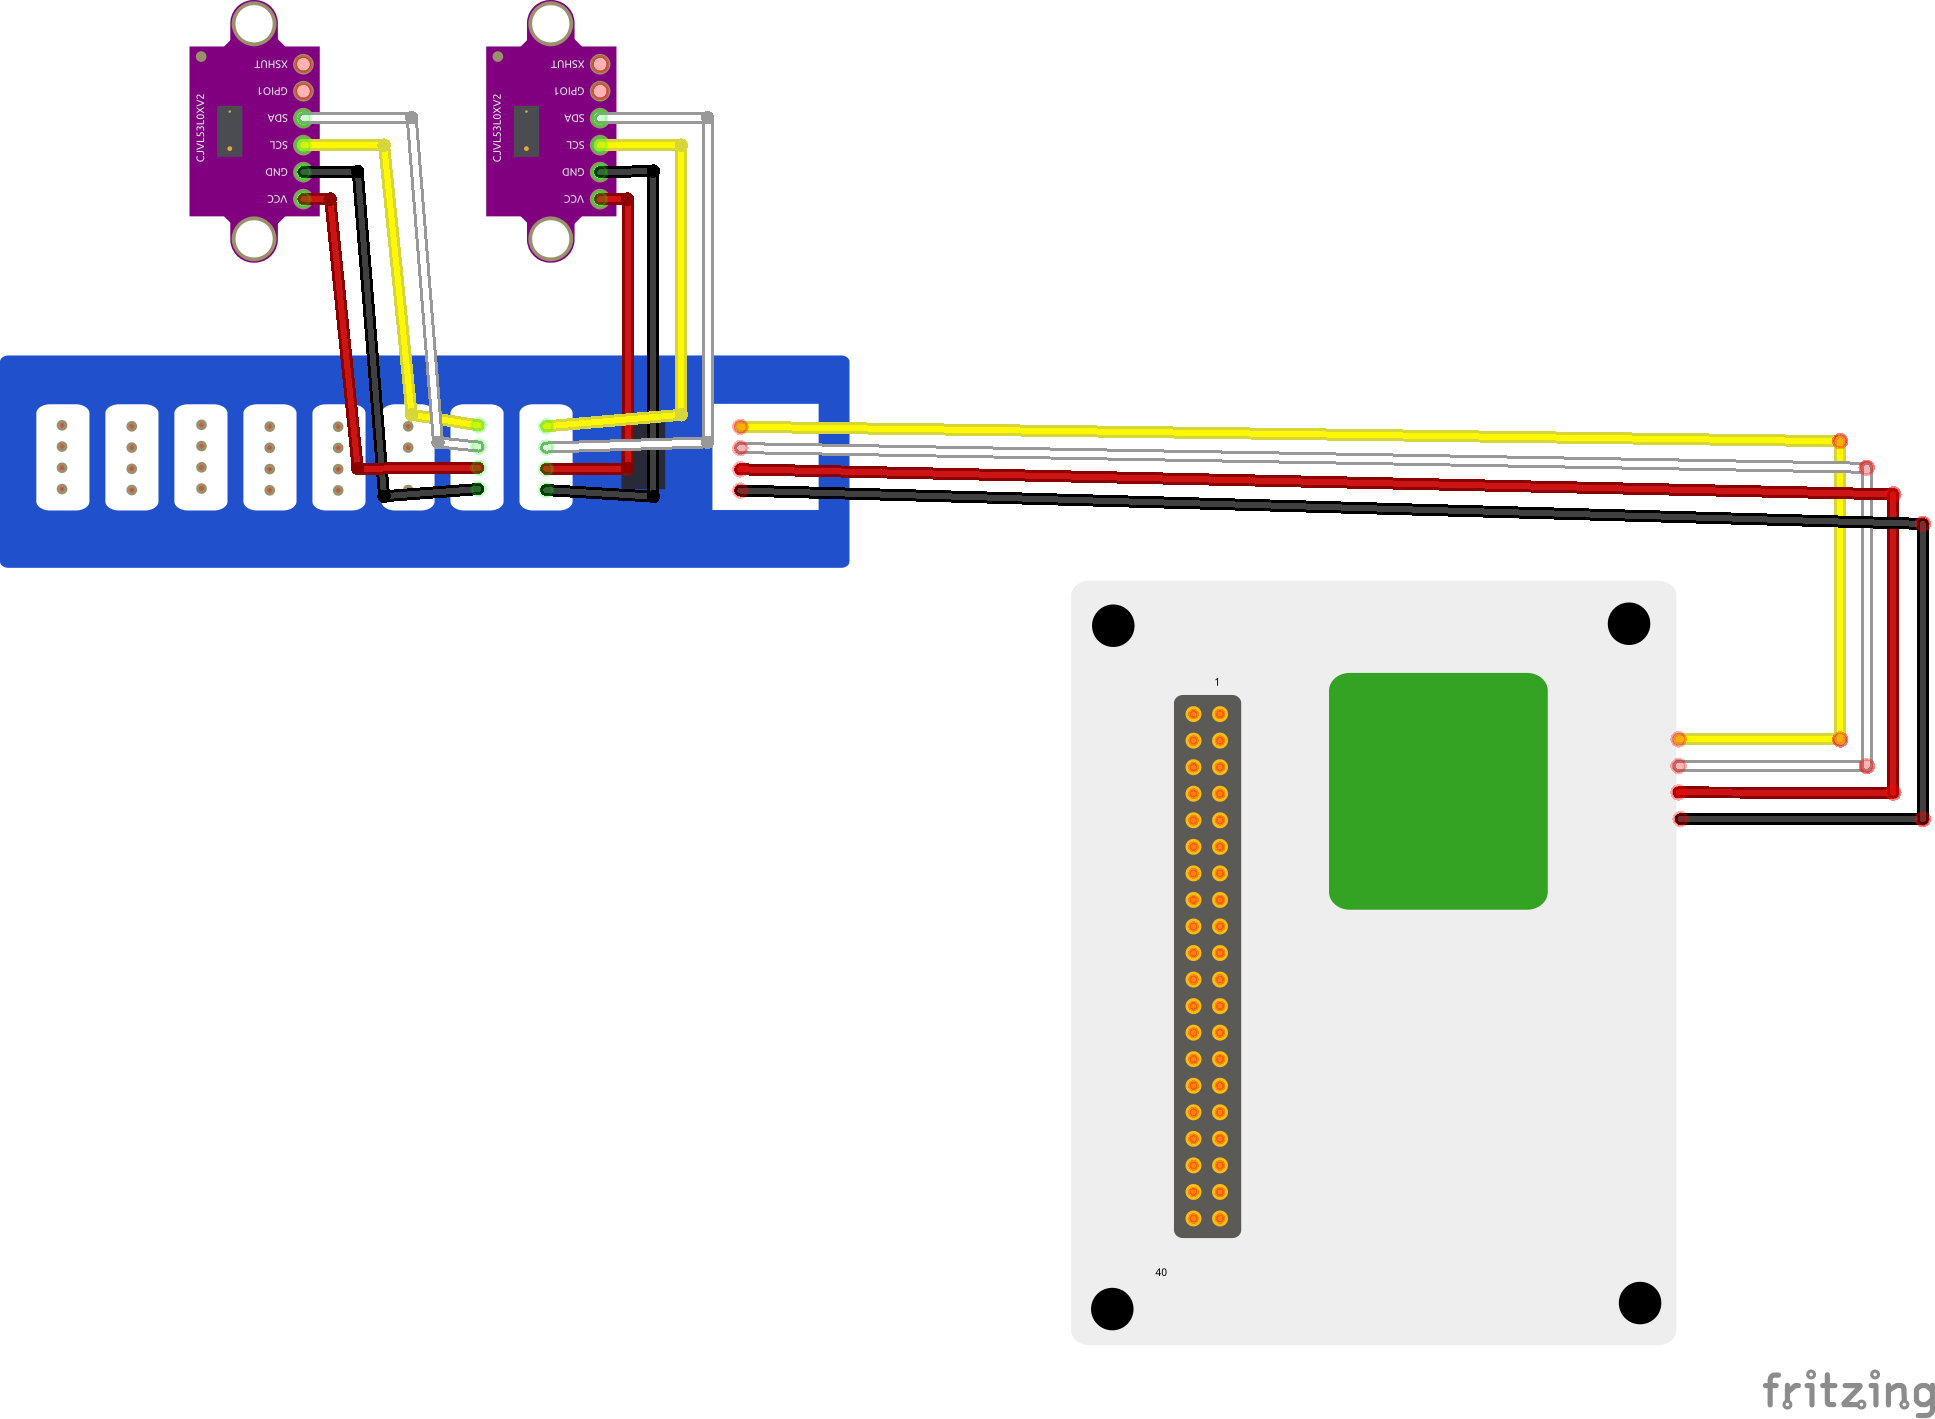 XSHUT
GPIO1
SDA
SCL
GND
VCC
CJVL53L0XV2
XSHUT
GPIO1
SDA
SCL
GND
VCC
CJVL53L0XV2
1
40
fritzing